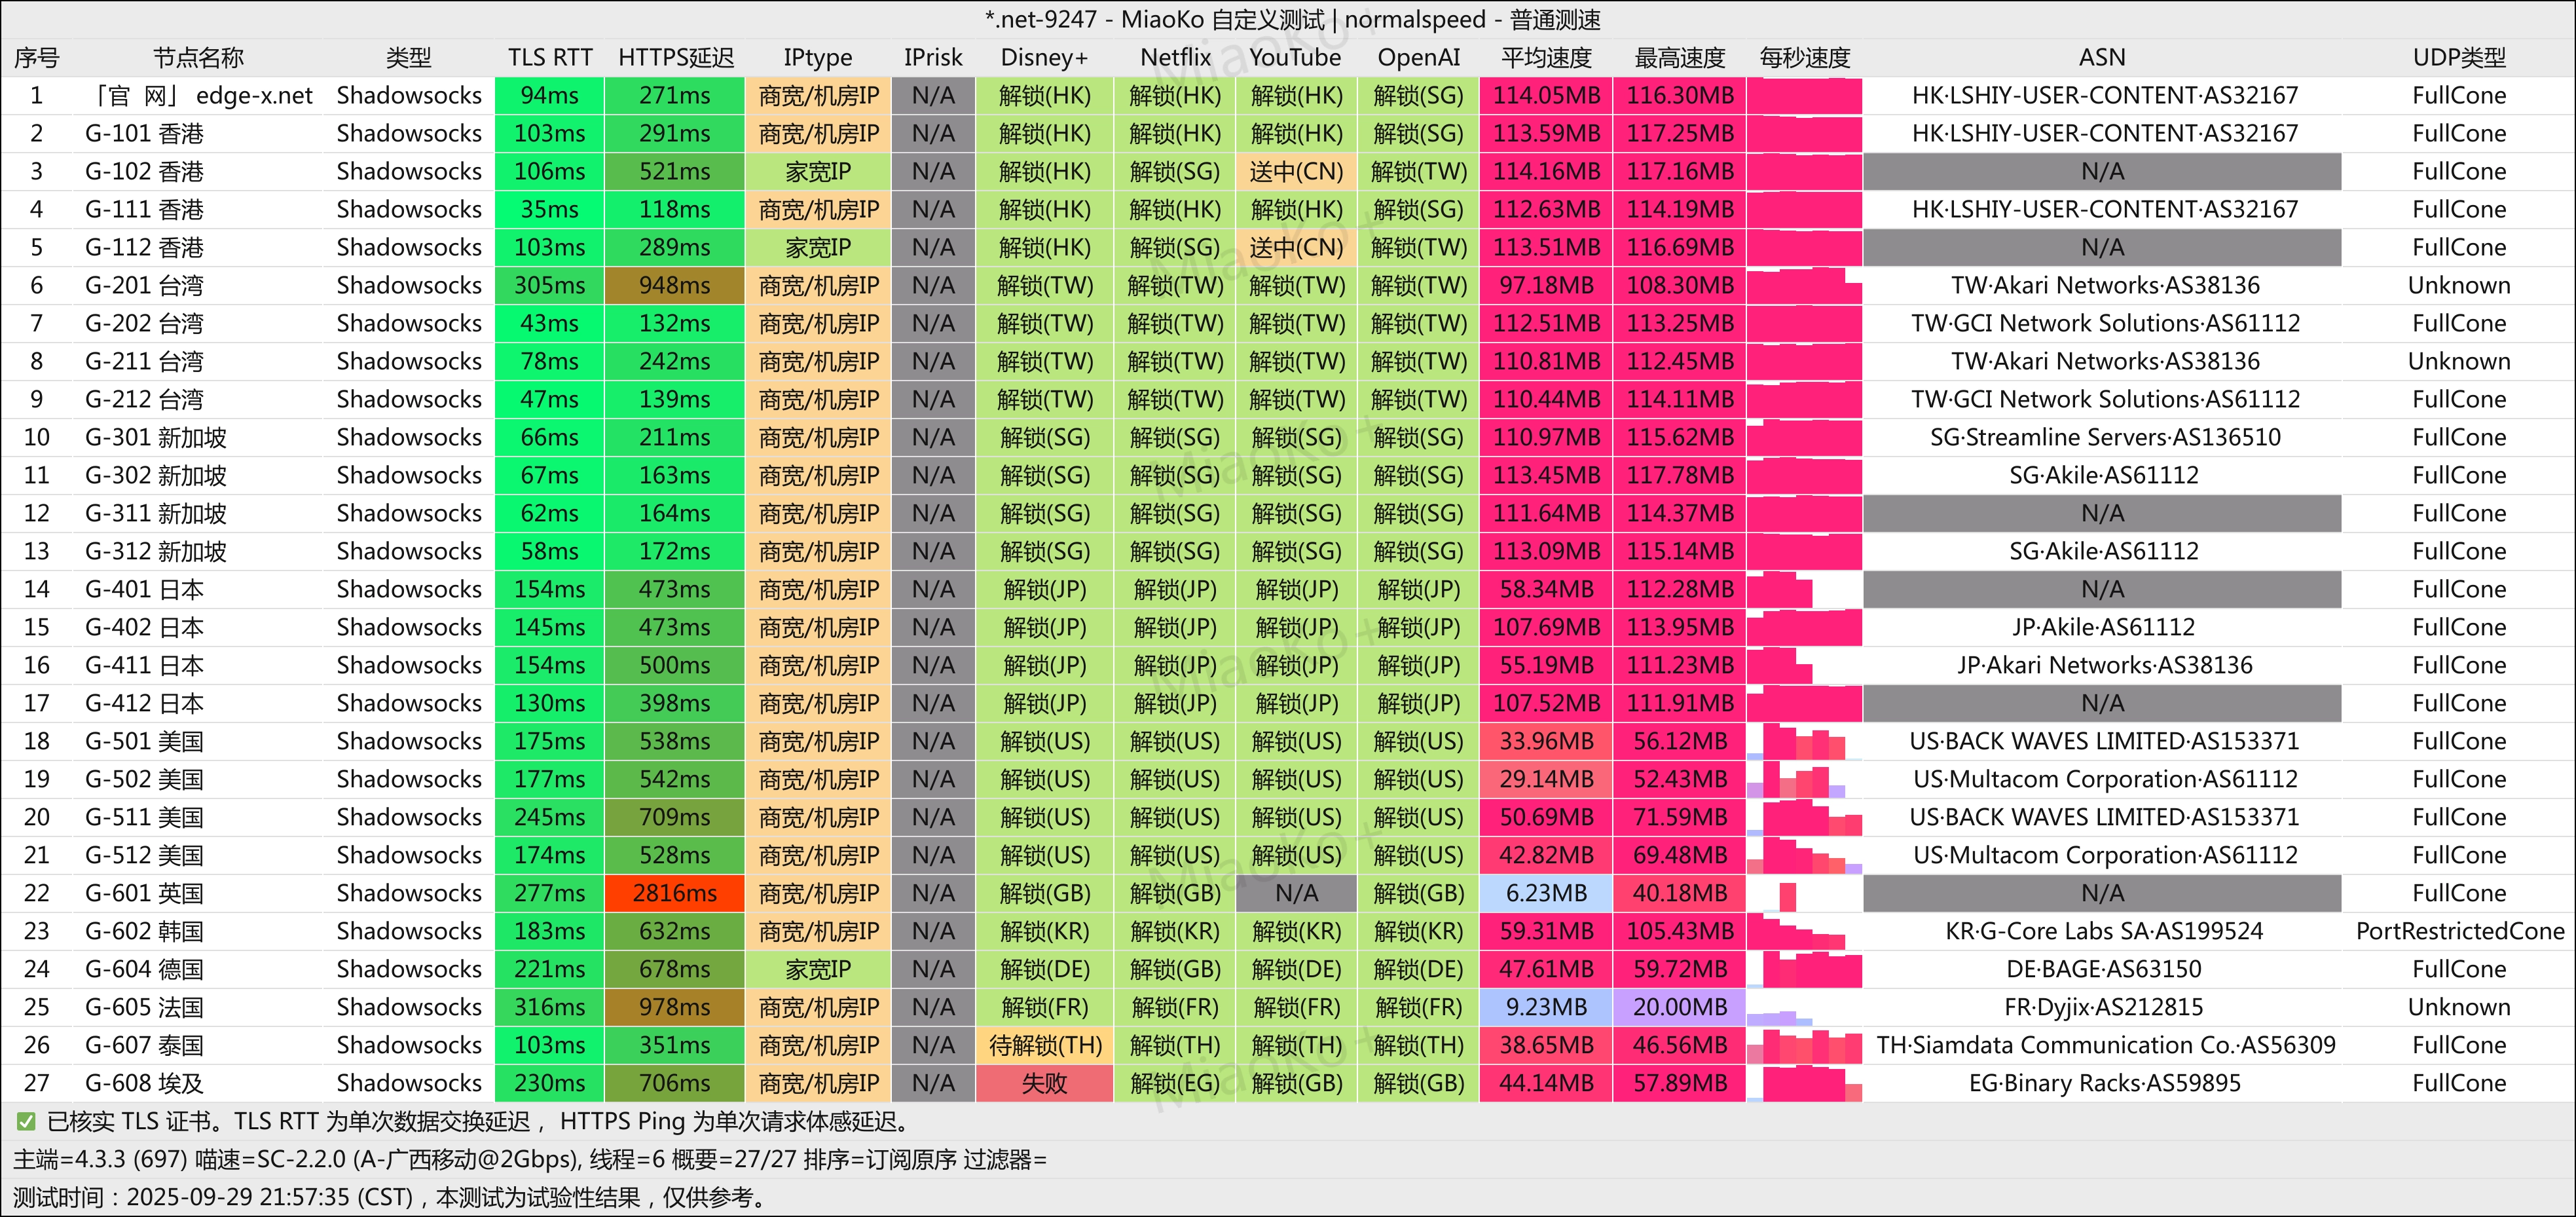 *.net-9247 - MiaoKo 自定义测试 | normalspeed - 普通测速
序号 节点名称 类型 TLS RTT HTTPS延迟 IPtype IPrisk Disney+ Netflix YouTube OpenAI 平均速度 最高速度 每秒速度 ASN UDP类型
1 「官 网」 edge-x.net Shadowsocks 94ms 271ms 商宽/机房IP N/A 解锁(HK) 解锁(HK) 解锁(HK) 解锁(SG) 114.05MB 116.30MB HK·LSHIY-USER-CONTENT·AS32167 FullCone
2 G-101 香港 Shadowsocks 103ms 291ms 商宽/机房IP N/A 解锁(HK) 解锁(HK) 解锁(HK) 解锁(SG) 113.59MB 117.25MB HK·LSHIY-USER-CONTENT·AS32167 FullCone
3 G-102 香港 Shadowsocks 106ms 521ms 家宽IP N/A 解锁(HK) 解锁(SG) 送中(CN) 解锁(TW) 114.16MB 117.16MB N/A FullCone
4 G-111 香港 Shadowsocks 35ms 118ms 商宽/机房IP N/A 解锁(HK) 解锁(HK) 解锁(HK) 解锁(SG) 112.63MB 114.19MB HK·LSHIY-USER-CONTENT·AS32167 FullCone
5 G-112 香港 Shadowsocks 103ms 289ms 家宽IP N/A 解锁(HK) 解锁(SG) 送中(CN) 解锁(TW) 113.51MB 116.69MB N/A FullCone
6 G-201 台湾 Shadowsocks 305ms 948ms 商宽/机房IP N/A 解锁(TW) 解锁(TW) 解锁(TW) 解锁(TW) 97.18MB 108.30MB TW·Akari Networks·AS38136 Unknown
7 G-202 台湾 Shadowsocks 43ms 132ms 商宽/机房IP N/A 解锁(TW) 解锁(TW) 解锁(TW) 解锁(TW) 112.51MB 113.25MB TW·GCI Network Solutions·AS61112 FullCone
8 G-211 台湾 Shadowsocks 78ms 242ms 商宽/机房IP N/A 解锁(TW) 解锁(TW) 解锁(TW) 解锁(TW) 110.81MB 112.45MB TW·Akari Networks·AS38136 Unknown
9 G-212 台湾 Shadowsocks 47ms 139ms 商宽/机房IP N/A 解锁(TW) 解锁(TW) 解锁(TW) 解锁(TW) 110.44MB 114.11MB TW·GCI Network Solutions·AS61112 FullCone
10 G-301 新加坡 Shadowsocks 66ms 211ms 商宽/机房IP N/A 解锁(SG) 解锁(SG) 解锁(SG) 解锁(SG) 110.97MB 115.62MB SG·Streamline Servers·AS136510 FullCone
11 G-302 新加坡 Shadowsocks 67ms 163ms 商宽/机房IP N/A 解锁(SG) 解锁(SG) 解锁(SG) 解锁(SG) 113.45MB 117.78MB SG·Akile·AS61112 FullCone
12 G-311 新加坡 Shadowsocks 62ms 164ms 商宽/机房IP N/A 解锁(SG) 解锁(SG) 解锁(SG) 解锁(SG) 111.64MB 114.37MB N/A FullCone
13 G-312 新加坡 Shadowsocks 58ms 172ms 商宽/机房IP N/A 解锁(SG) 解锁(SG) 解锁(SG) 解锁(SG) 113.09MB 115.14MB SG·Akile·AS61112 FullCone
14 G-401 日本 Shadowsocks 154ms 473ms 商宽/机房IP N/A 解锁(JP) 解锁(JP) 解锁(JP) 解锁(JP) 58.34MB 112.28MB N/A FullCone
15 G-402 日本 Shadowsocks 145ms 473ms 商宽/机房IP N/A 解锁(JP) 解锁(JP) 解锁(JP) 解锁(JP) 107.69MB 113.95MB JP·Akile·AS61112 FullCone
16 G-411 日本 Shadowsocks 154ms 500ms 商宽/机房IP N/A 解锁(JP) 解锁(JP) 解锁(JP) 解锁(JP) 55.19MB 111.23MB JP·Akari Networks·AS38136 FullCone
17 G-412 日本 Shadowsocks 130ms 398ms 商宽/机房IP N/A 解锁(JP) 解锁(JP) 解锁(JP) 解锁(JP) 107.52MB 111.91MB N/A FullCone
18 G-501 美国 Shadowsocks 175ms 538ms 商宽/机房IP N/A 解锁(US) 解锁(US) 解锁(US) 解锁(US) 33.96MB 56.12MB US·BACK WAVES LIMITED·AS153371 FullCone
19 G-502 美国 Shadowsocks 177ms 542ms 商宽/机房IP N/A 解锁(US) 解锁(US) 解锁(US) 解锁(US) 29.14MB 52.43MB US·Multacom Corporation·AS61112 FullCone
20 G-511 美国 Shadowsocks 245ms 709ms 商宽/机房IP N/A 解锁(US) 解锁(US) 解锁(US) 解锁(US) 50.69MB 71.59MB US·BACK WAVES LIMITED·AS153371 FullCone
21 G-512 美国 Shadowsocks 174ms 528ms 商宽/机房IP N/A 解锁(US) 解锁(US) 解锁(US) 解锁(US) 42.82MB 69.48MB US·Multacom Corporation·AS61112 FullCone
22 G-601 英国 Shadowsocks 277ms 2816ms 商宽/机房IP N/A 解锁(GB) 解锁(GB) N/A 解锁(GB) 6.23MB 40.18MB N/A FullCone
23 G-602 韩国 Shadowsocks 183ms 632ms 商宽/机房IP N/A 解锁(KR) 解锁(KR) 解锁(KR) 解锁(KR) 59.31MB 105.43MB KR·G-Core Labs SA·AS199524 PortRestrictedCone
24 G-604 德国 Shadowsocks 221ms 678ms 家宽IP N/A 解锁(DE) 解锁(GB) 解锁(DE) 解锁(DE) 47.61MB 59.72MB DE·BAGE·AS63150 FullCone
25 G-605 法国 Shadowsocks 316ms 978ms 商宽/机房IP N/A 解锁(FR) 解锁(FR) 解锁(FR) 解锁(FR) 9.23MB 20.00MB FR·Dyjix·AS212815 Unknown
26 G-607 泰国 Shadowsocks 103ms 351ms 商宽/机房IP N/A 待解锁(TH) 解锁(TH) 解锁(TH) 解锁(TH) 38.65MB 46.56MB TH·Siamdata Communication Co.·AS56309 FullCone
27 G-608 埃及 Shadowsocks 230ms 706ms 商宽/机房IP N/A 失败 解锁(EG) 解锁(GB) 解锁(GB) 44.14MB 57.89MB EG·Binary Racks·AS59895 FullCone
✅ 已核实 TLS 证书。TLS RTT 为单次数据交换延迟， HTTPS Ping 为单次请求体感延迟。
主端=4.3.3 (697) 喵速=SC-2.2.0 (A-广西移动@2Gbps), 线程=6 概要=27/27 排序=订阅原序 过滤器=
测试时间：2025-09-29 21:57:35 (CST)，本测试为试验性结果，仅供参考。
MiaoKo+
MiaoKo+
MiaoKo+
MiaoKo+
MiaoKo+
MiaoKo+